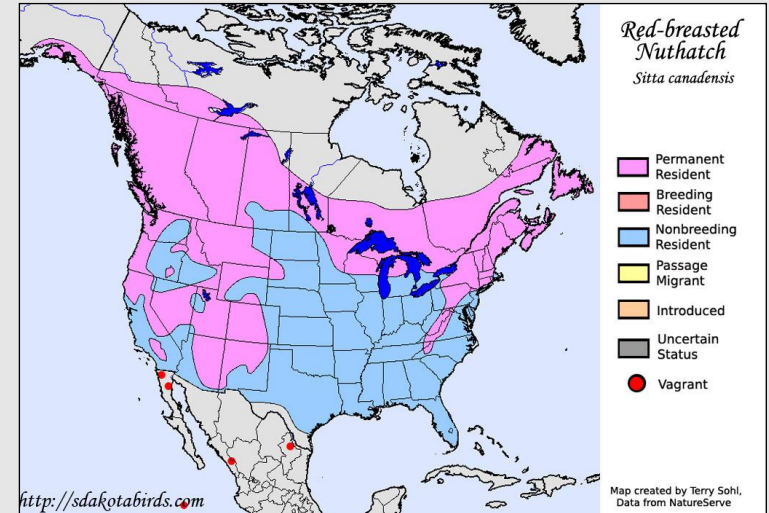 Red-breasted
Nuthatch
Sitta canadensis
Permanent
Resident
Breeding
Resident
Nonbreeding
Resident
Passage
Migrant
Introduced
Uncertain
Status
Vagrant
http://sdakotabirds.com
Map created by Terry Sohl,
Data from NatureServe